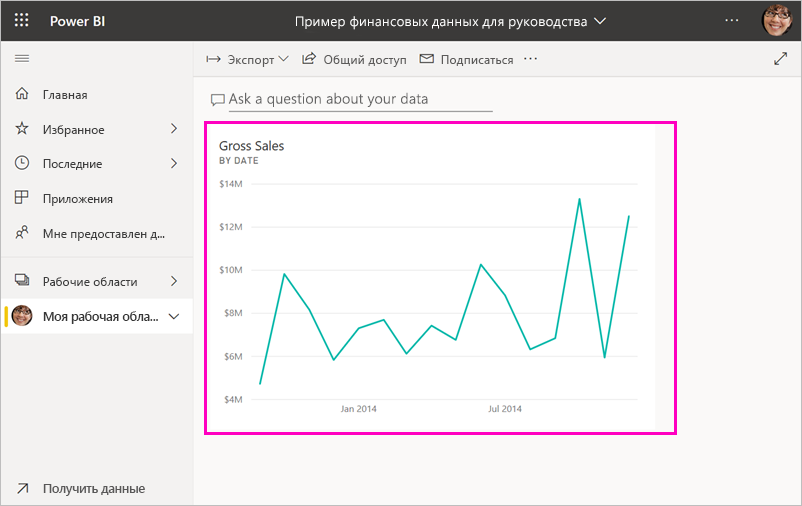 Power BI
Пример финансовых данных для руководства
Экспорт
Общий доступ
Подписаться
Главная
Избранное
Последние
Приложения
Мне предоставлен д...
Рабочие области
Моя рабочая обла...
Получить данные
Ask a question about your data
Gross Sales
BY DATE
$14M
$12M
$10M
$8M
$6M
$4M
Jan 2014
Jul 2014